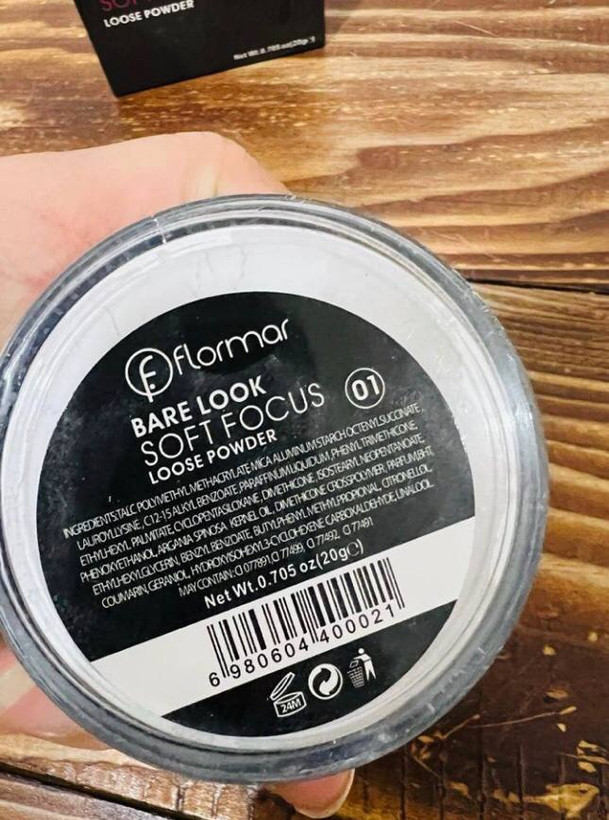 LOOSE POWDER
flormar
BARE LOOK
SOFT FOCUS 01
LOOSE POWDER
INGREDIENTS:TALC, POLYMETHYL METHACRYLATE, MICA ALUMINUM STARCH OCTENYLSUCCINATE,
LAUROYL LYSINE, C12-15 ALKYL BENZOATE, PARAFFINUM LIQUIDUM, PHENYL TRIMETHICONE,
ETHYLHEXYL PALMITATE, CYCLOPENTASILOXANE, DIMETHICONE, ISOSTEARYL NEOPENTANOATE,
PHENOXYETHANOL, ARGANIA SPINOSA KERNEL OIL, DIMETHICONE CROSSPOLYMER, PARFUM, BHT,
ETHYLHEXYLGLYCERIN, BENZYL BENZOATE, BUTYLPHENYL METHYLPROPIONAL, CITRONELLOL,
COUMARIN, GERANIOL, HYDROXYISOHEXYL3-CYCLOHEXENE CARBOXALDEHYDE, LINALOOL
MAY CONTAIN: CI 77891, CI 77499, CI 77492, CI 77491
Net Wt.0.705 oz(20g℮)
6 980604 400021
24M